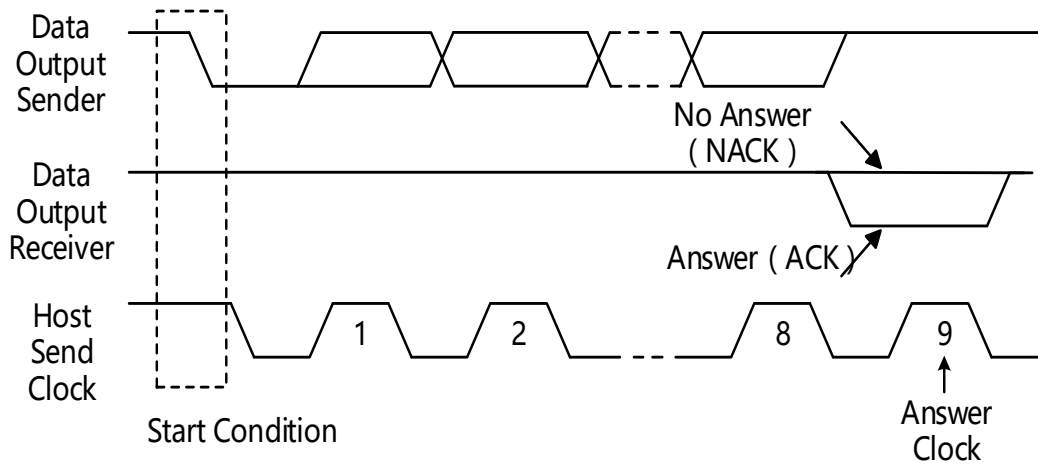 Data
Output
Sender
No Answer
( NACK )
Data
Output
Receiver
Answer ( ACK )
Host
Send
Clock
1
2
8
9
Start Condition
Answer
Clock